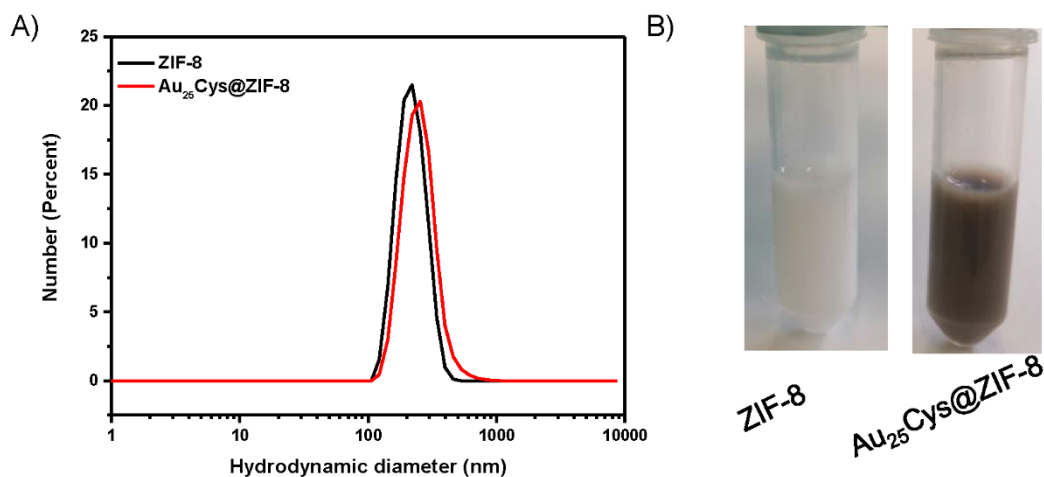 A)
25
20
15
10
5
0
Number (Percent)
ZIF-8
Au₂₅Cys@ZIF-8
1
10
100
1000
10000
Hydrodynamic diameter (nm)
B)
ZIF-8
Au₂₅Cys@ZIF-8